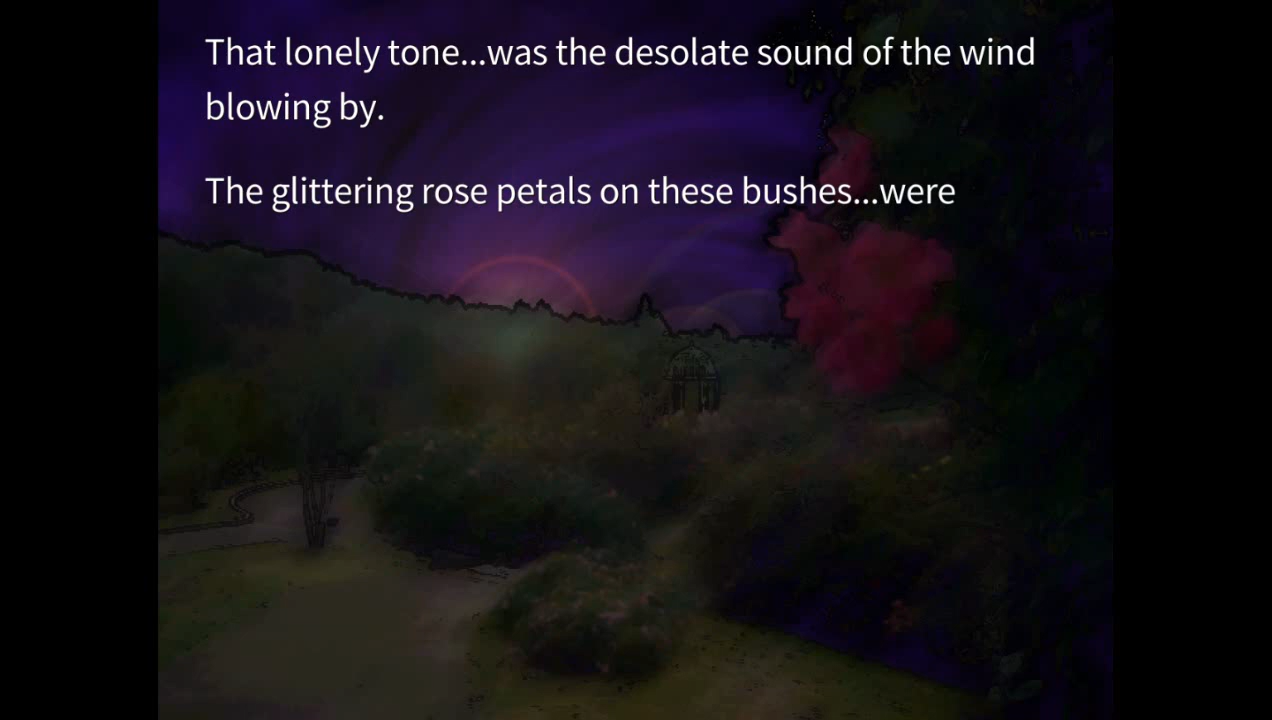 That lonely tone...was the desolate sound of the wind
blowing by.
The glittering rose petals on these bushes...were